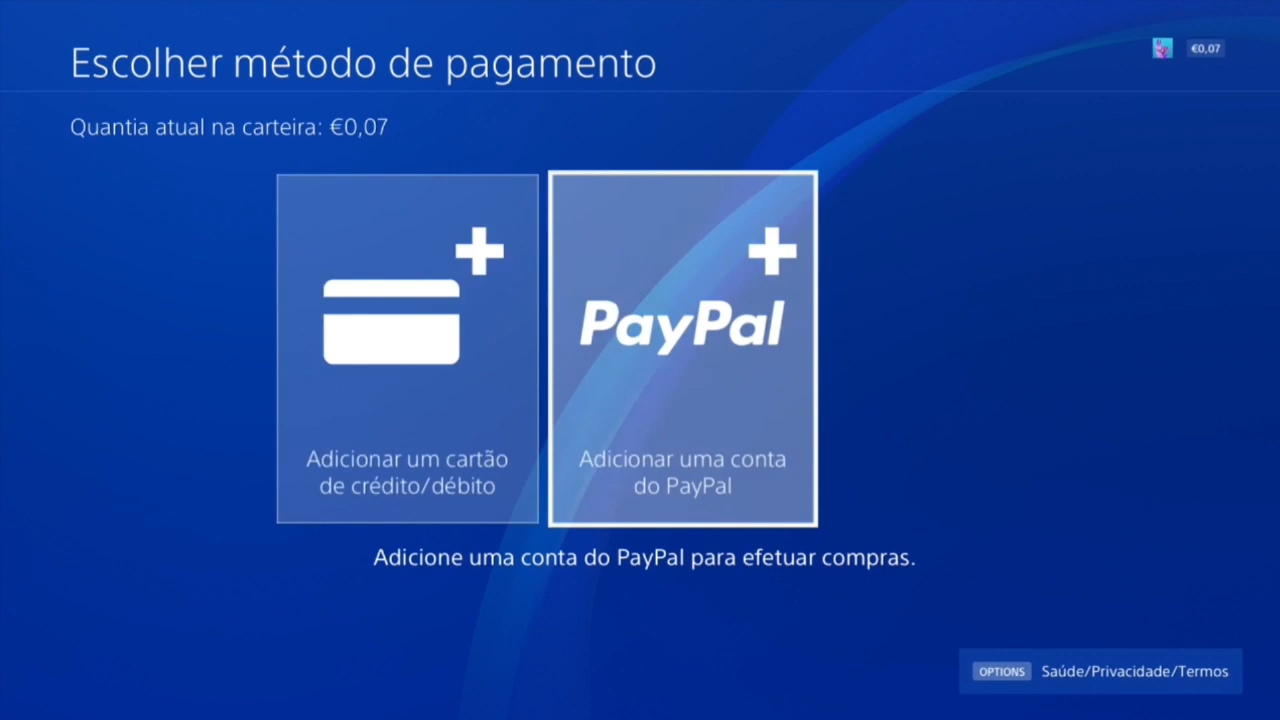 Escolher método de pagamento
€0,07
Quantia atual na carteira: €0,07
PayPal
Adicionar um cartão
de crédito/débito
Adicionar uma conta
do PayPal
Adicione uma conta do PayPal para efetuar compras.
OPTIONS Saúde/Privacidade/Termos